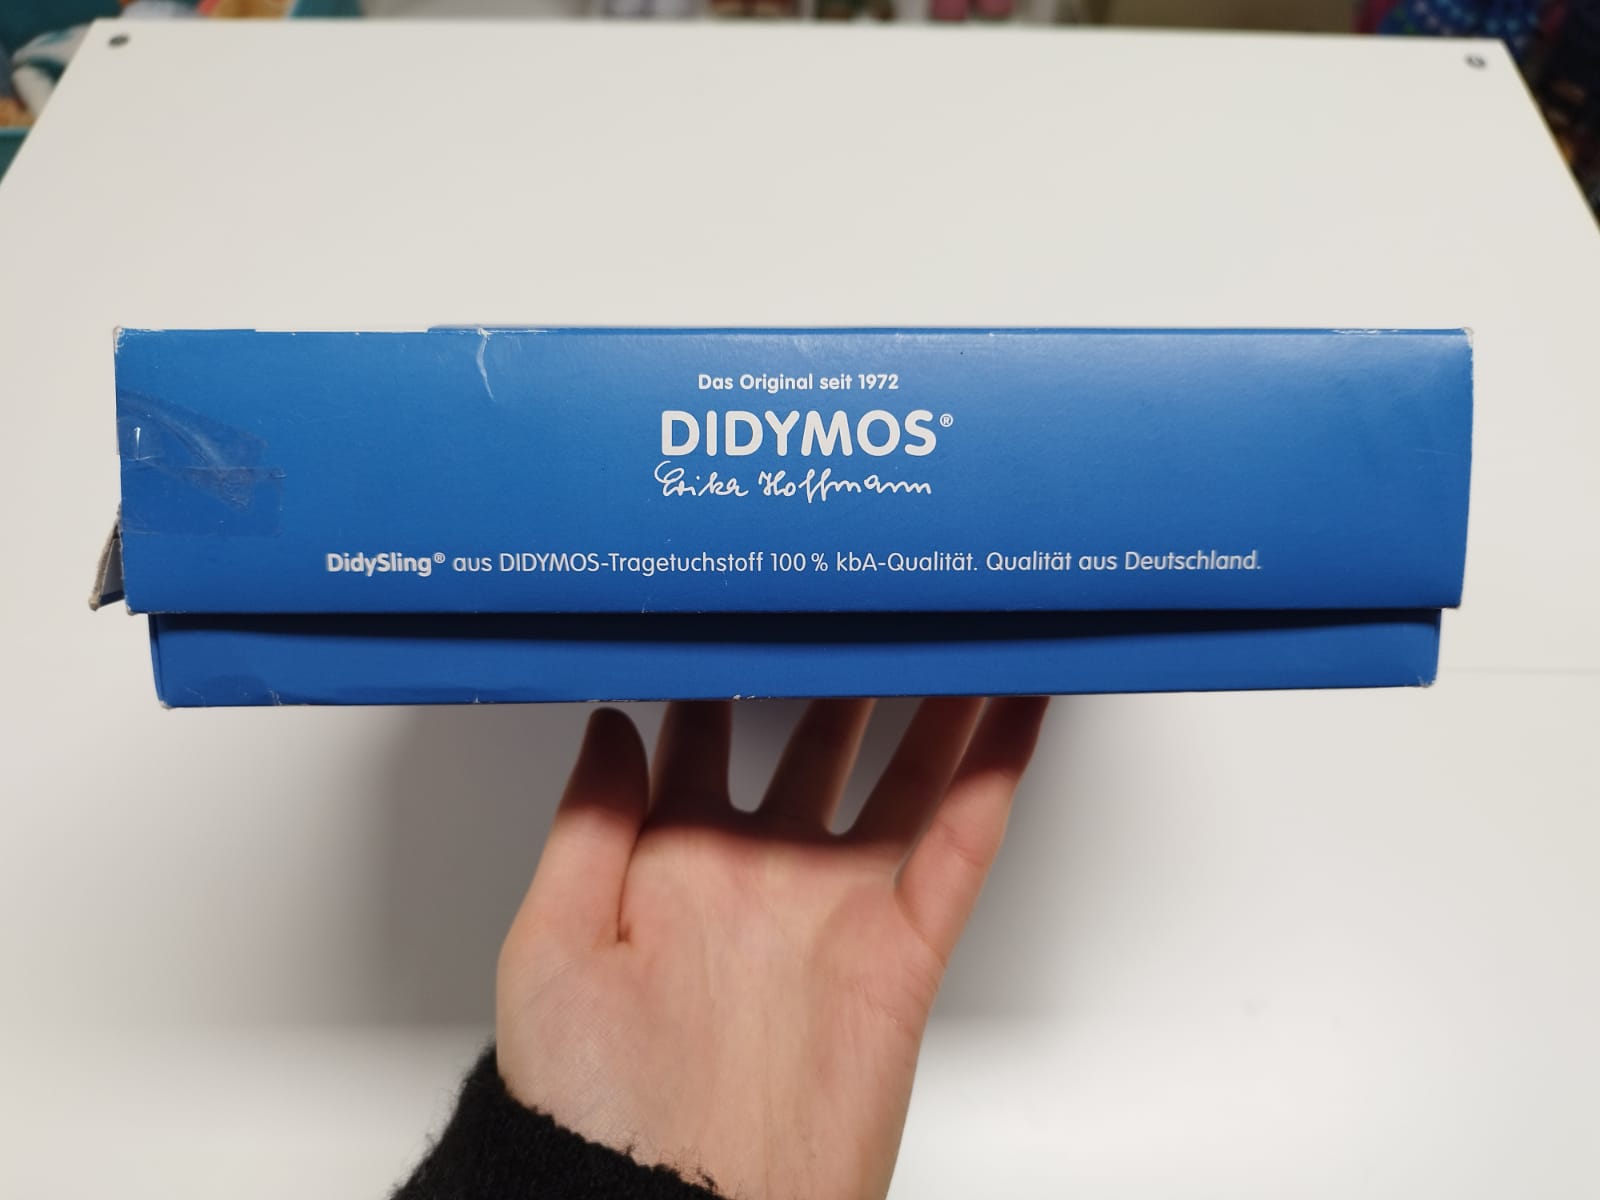 Das Original seit 1972
DIDYMOS®
Erika Hoffmann
DidySling® aus DIDYMOS-Tragetuchstoff 100 % kbA-Qualität. Qualität aus Deutschland.